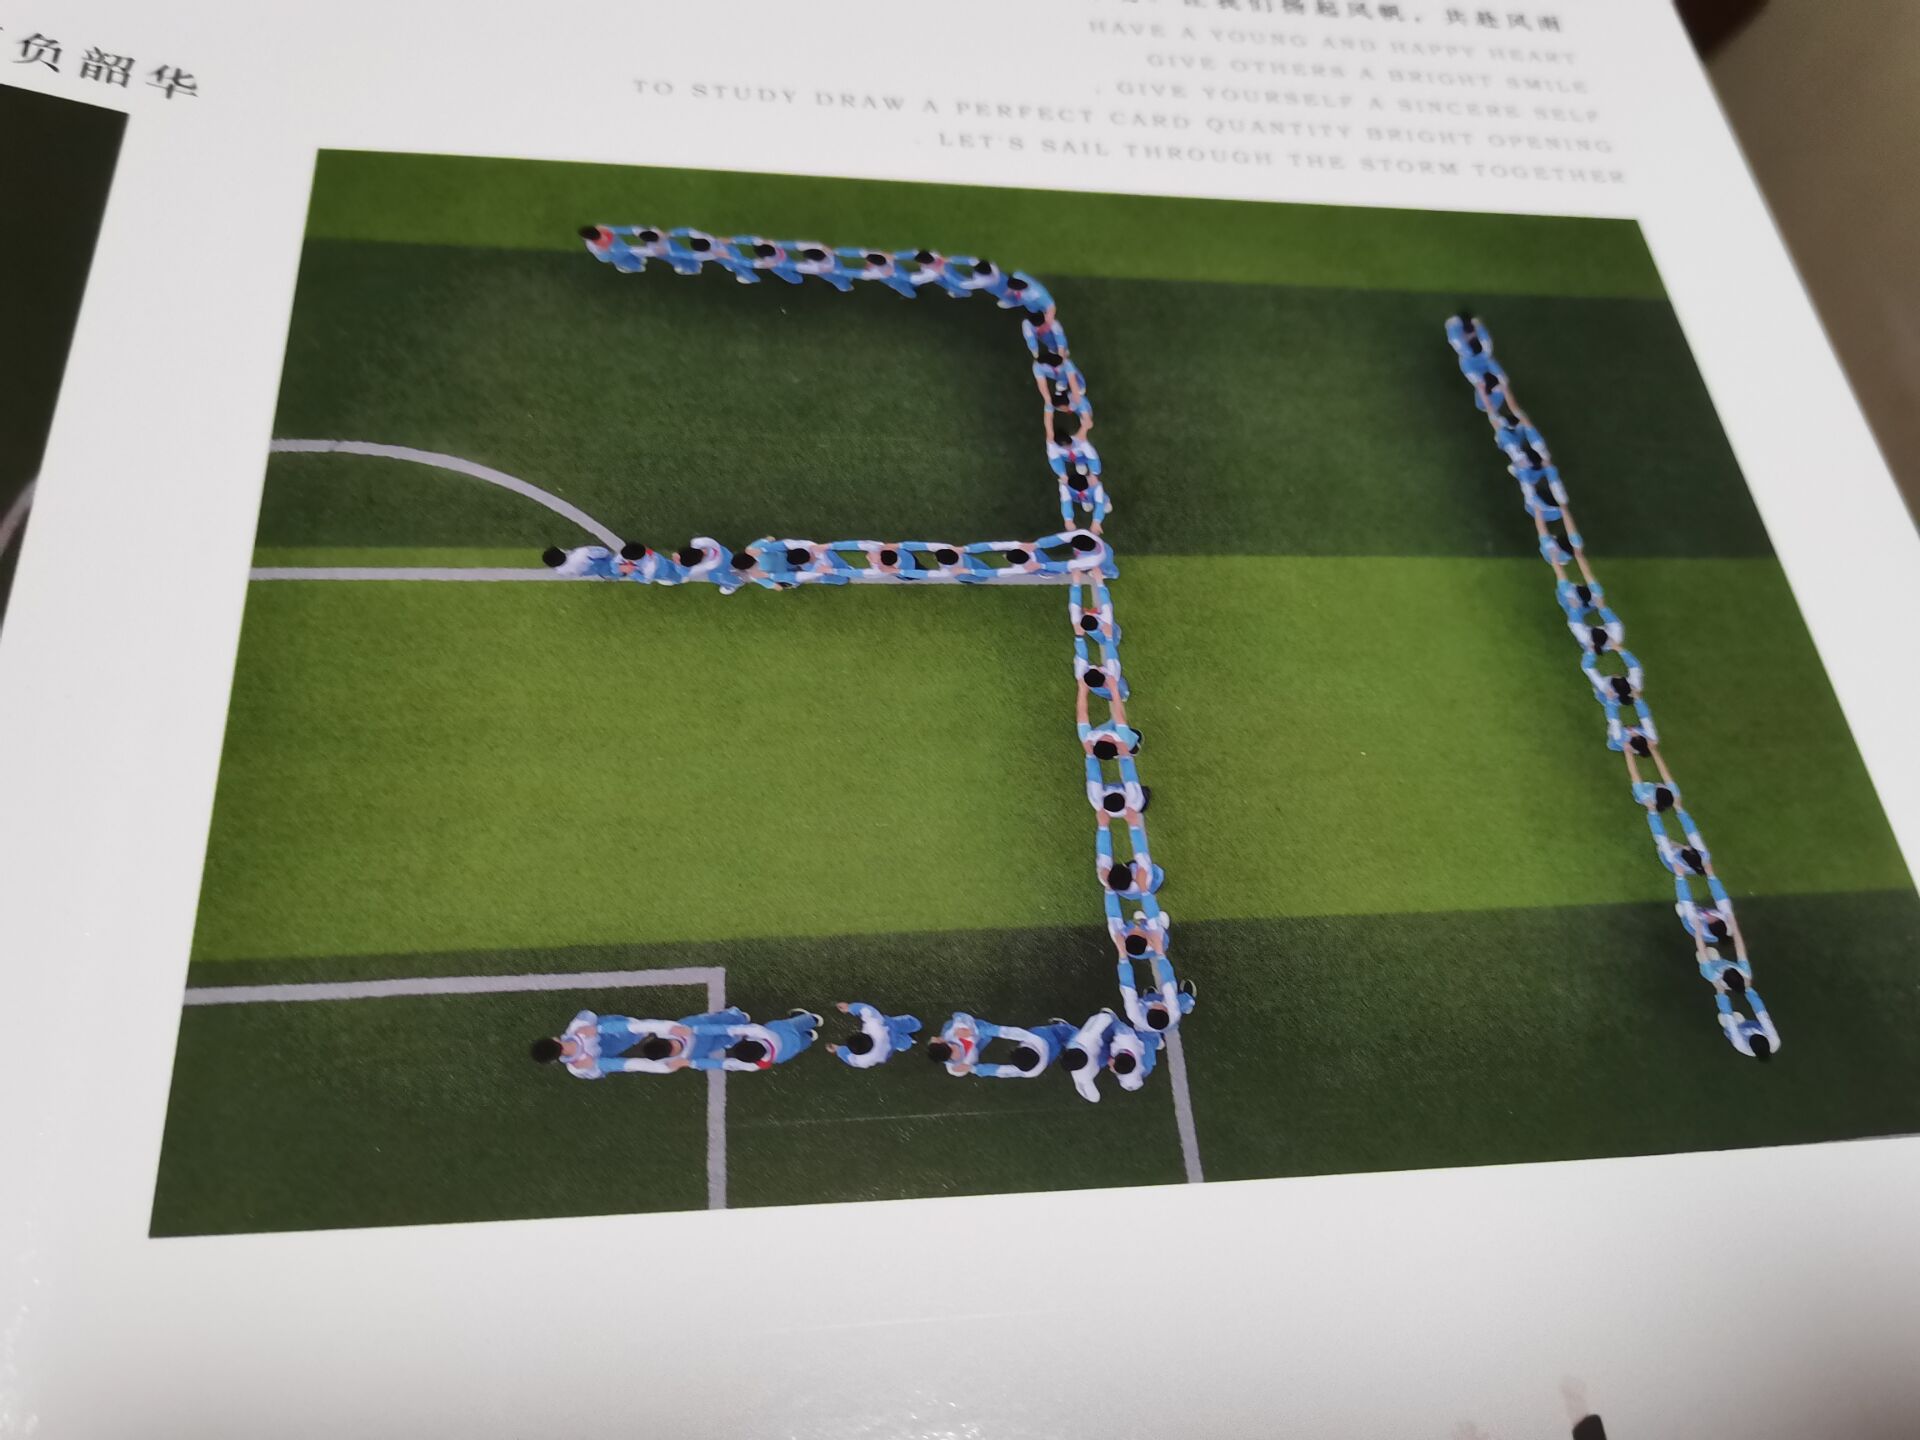 负韶华
让我们扬起风帆，共赴风雨
HAVE A YOUNG AND HAPPY HEART
GIVE OTHERS A BRIGHT SMILE
, GIVE YOURSELF A SINCERE SELF
TO STUDY DRAW A PERFECT CARD QUANTITY BRIGHT OPENING
. LET'S SAIL THROUGH THE STORM TOGETHER
31